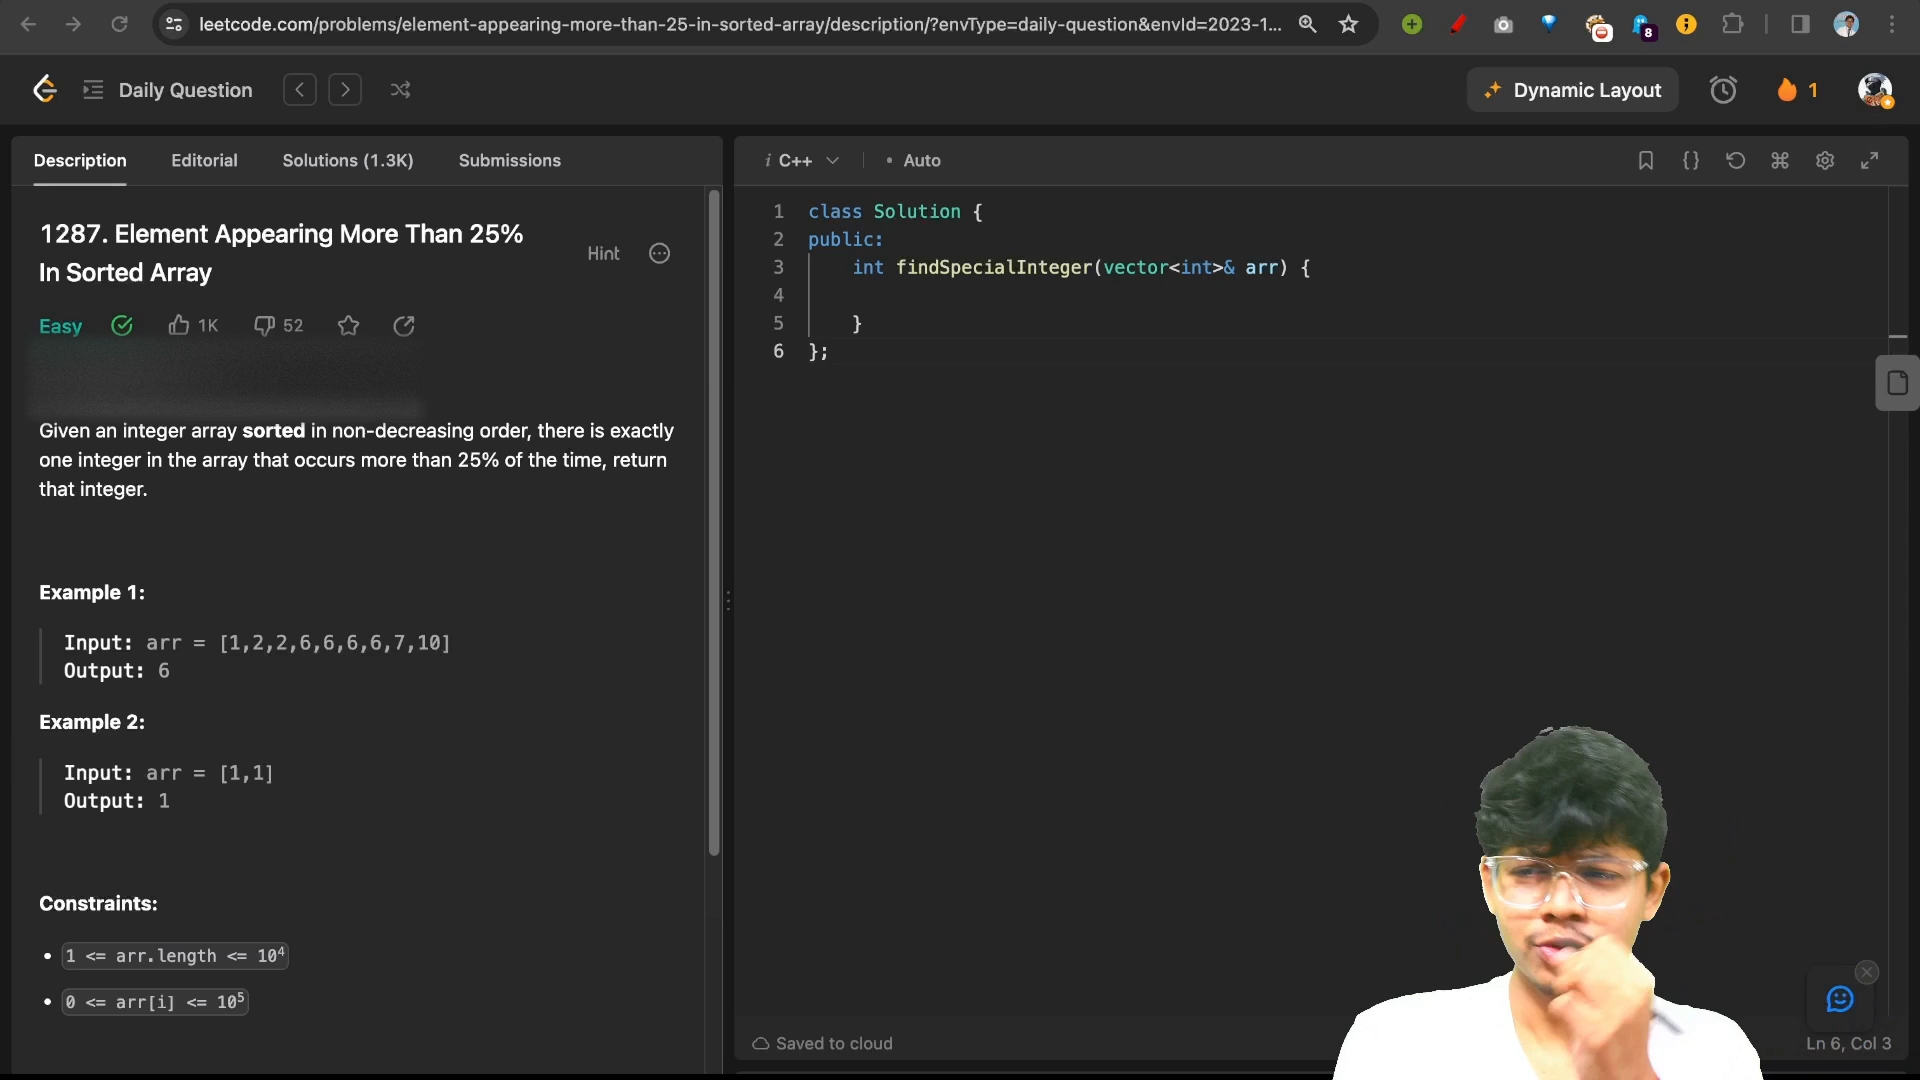 leetcode.com/problems/element-appearing-more-than-25-in-sorted-array/description/?envType=daily-question&envId=2023-1...
8
Daily Question
Dynamic Layout
1
Description Editorial Solutions (1.3K) Submissions
i C++ • Auto
1287. Element Appearing More Than 25%
In Sorted Array
Hint
Easy 1K 52
Given an integer array sorted in non-decreasing order, there is exactly
one integer in the array that occurs more than 25% of the time, return
that integer.
Example 1:
Input: arr = [1,2,2,6,6,6,6,7,10]
Output: 6
Example 2:
Input: arr = [1,1]
Output: 1
Constraints:
• 1 <= arr.length <= 10⁴
• 0 <= arr[i] <= 10⁵
1 class Solution {
2 public:
3 int findSpecialInteger(vector<int>& arr) {
4
5 }
6 };
Saved to cloud
Ln 6, Col 3